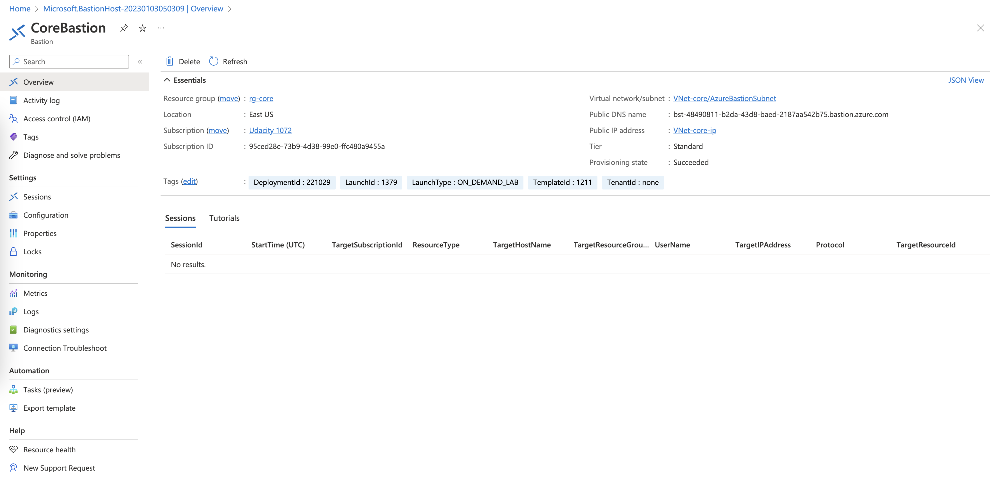 Home > Microsoft.BastionHost-20230103050309 | Overview >
CoreBastion
Bastion
Search
«
Delete
Refresh
Overview
Activity log
Access control (IAM)
Tags
Diagnose and solve problems
Settings
Sessions
Configuration
Properties
Locks
Monitoring
Metrics
Logs
Diagnostics settings
Connection Troubleshoot
Automation
Tasks (preview)
Export template
Help
Resource health
New Support Request
Essentials
JSON View
Resource group (move) : rg-core
Location : East US
Subscription (move) : Udacity 1072
Subscription ID : 95ced28e-73b9-4d38-99e0-ffc480a9455a
Virtual network/subnet : VNet-core/AzureBastionSubnet
Public DNS name : bst-48490811-b2da-43d8-baed-2187aa542b75.bastion.azure.com
Public IP address : VNet-core-ip
Tier : Standard
Provisioning state : Succeeded
Tags (edit) : DeploymentId : 221029 LaunchId : 1379 LaunchType : ON_DEMAND_LAB TemplateId : 1211 TenantId : none
Sessions Tutorials
SessionId StartTime (UTC) TargetSubscriptionId ResourceType TargetHostName TargetResourceGrou... UserName TargetIPAddress Protocol TargetResourceId
No results.